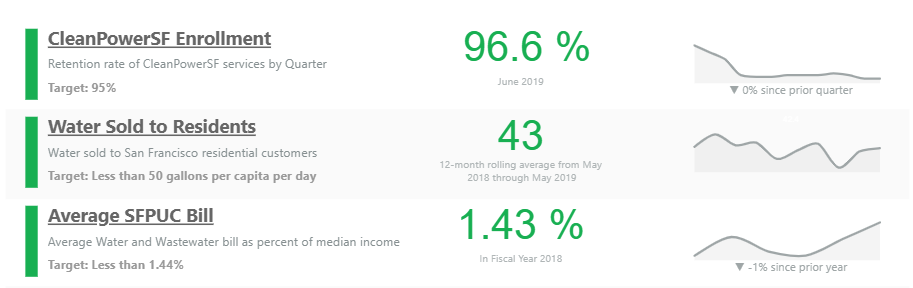 CleanPowerSF Enrollment
Retention rate of CleanPowerSF services by Quarter
Target: 95%
96.6 %
June 2019
▼ 0% since prior quarter
Water Sold to Residents
Water sold to San Francisco residential customers
Target: Less than 50 gallons per capita per day
43
12-month rolling average from May
2018 through May 2019
Average SFPUC Bill
Average Water and Wastewater bill as percent of median income
Target: Less than 1.44%
1.43 %
In Fiscal Year 2018
▼ -1% since prior year